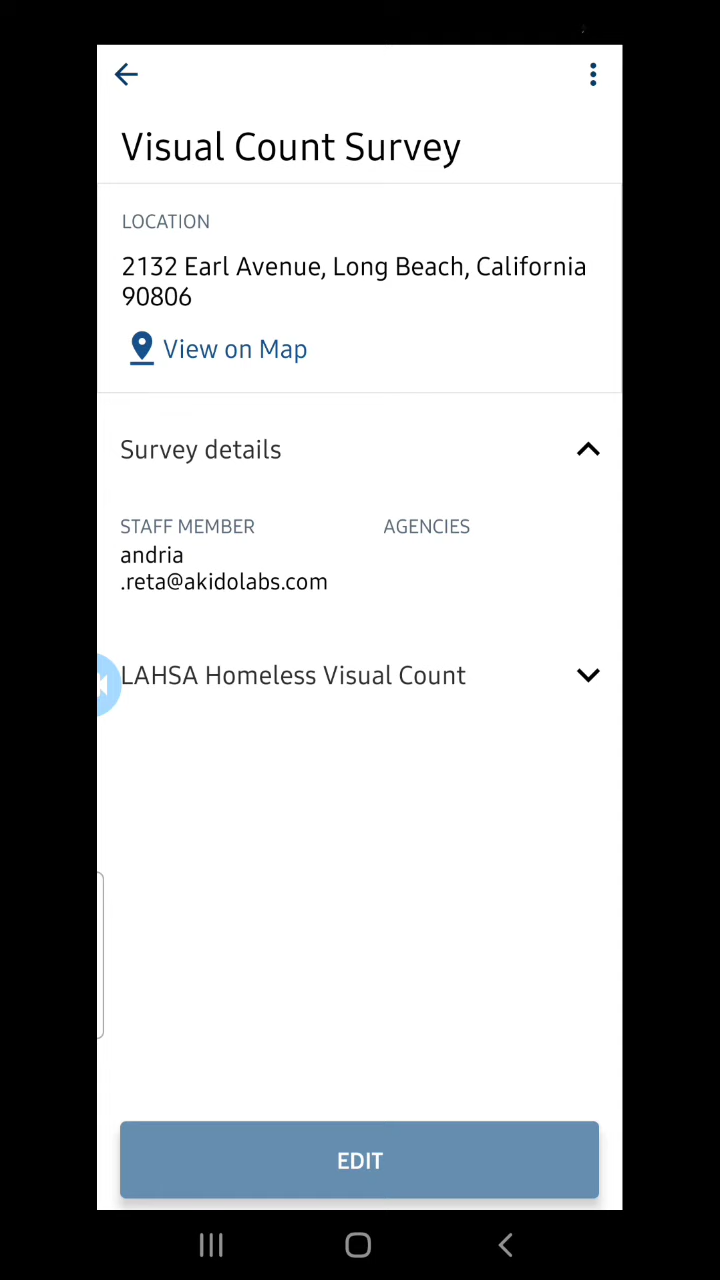 Visual Count Survey
LOCATION
2132 Earl Avenue, Long Beach, California
90806
View on Map
Survey details
STAFF MEMBER
andria
.reta@akidolabs.com
AGENCIES
LAHSA Homeless Visual Count
EDIT